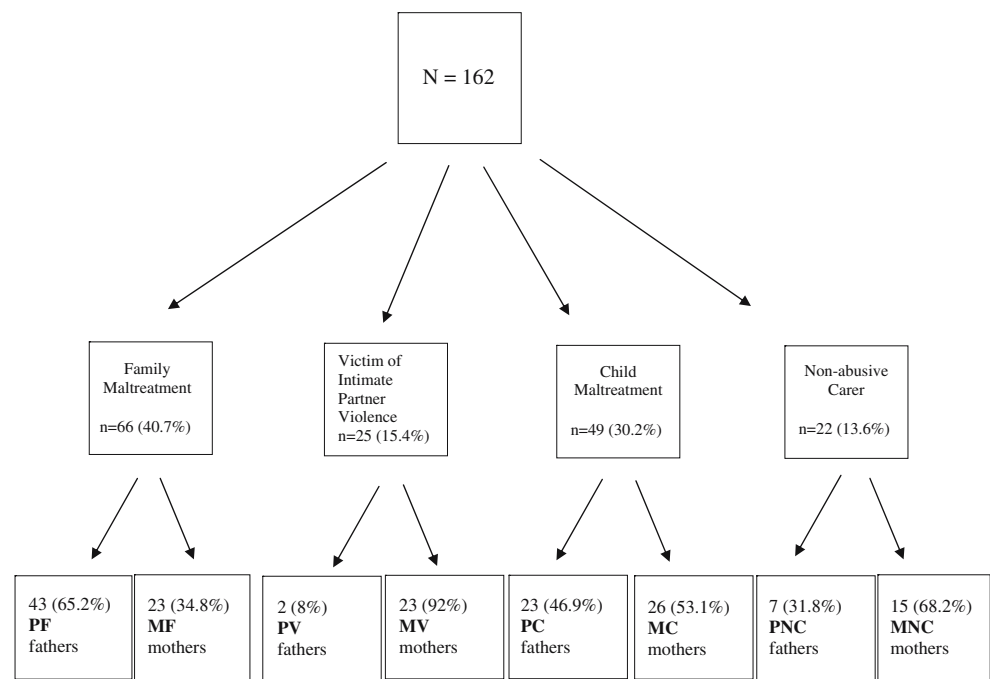 N = 162
Family
Maltreatment
n=66 (40.7%)
Victim of
Intimate
Partner
Violence
n=25 (15.4%)
Child
Maltreatment
n=49 (30.2%)
Non-abusive
Carer
n=22 (13.6%)
43 (65.2%)
PF
fathers
23 (34.8%)
MF
mothers
2 (8%)
PV
fathers
23 (92%)
MV
mothers
23 (46.9%)
PC
fathers
26 (53.1%)
MC
mothers
7 (31.8%)
PNC
fathers
15 (68.2%)
MNC
mothers